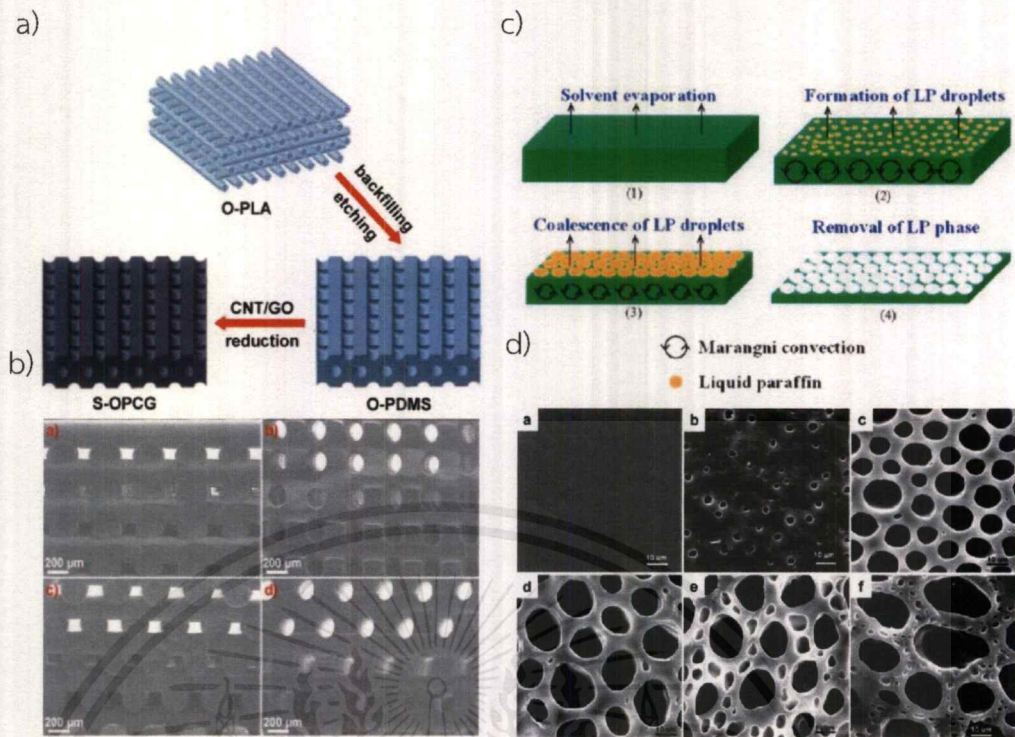 a)
O-PLA
backfilling
etching
CNT/GO
reduction
S-OPCG
O-PDMS
b)
a)
200 µm
b)
200 µm
c)
200 µm
d)
200 µm
c)
Solvent evaporation
(1)
Formation of LP droplets
(2)
Coalescence of LP droplets
(3)
Removal of LP phase
(4)
Marangni convection
Liquid paraffin
d)
a
10 µm
b
10 µm
c
d
e
f